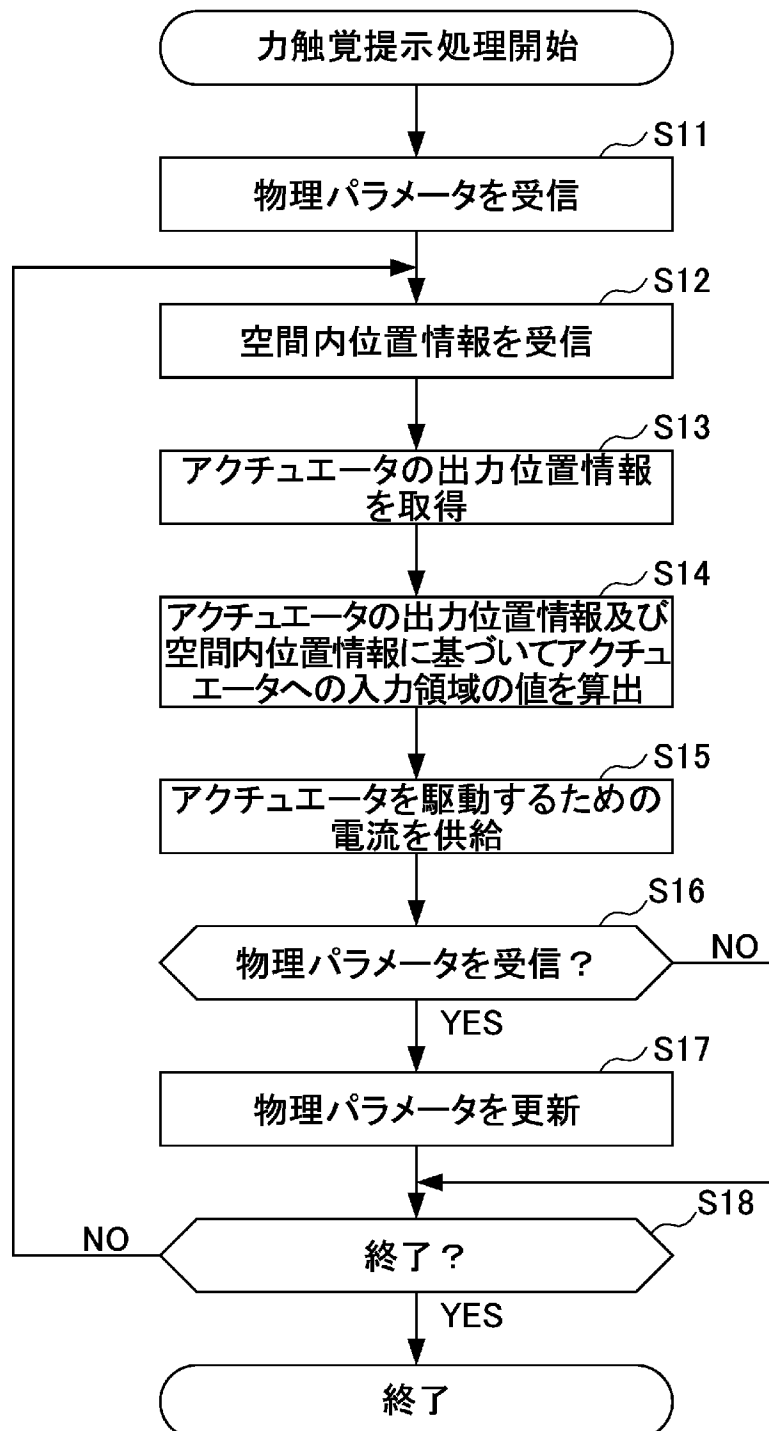 力触覚提示処理開始
S11
物理パラメータを受信
S12
空間内位置情報を受信
S13
アクチュエータの出力位置情報
を取得
S14
アクチュエータの出力位置情報及び
空間内位置情報に基づいてアクチュ
エータへの入力領域の値を算出
S15
アクチュエータを駆動するための
電流を供給
S16
物理パラメータを受信？
NO
YES
S17
物理パラメータを更新
S18
終了？
NO
YES
終了